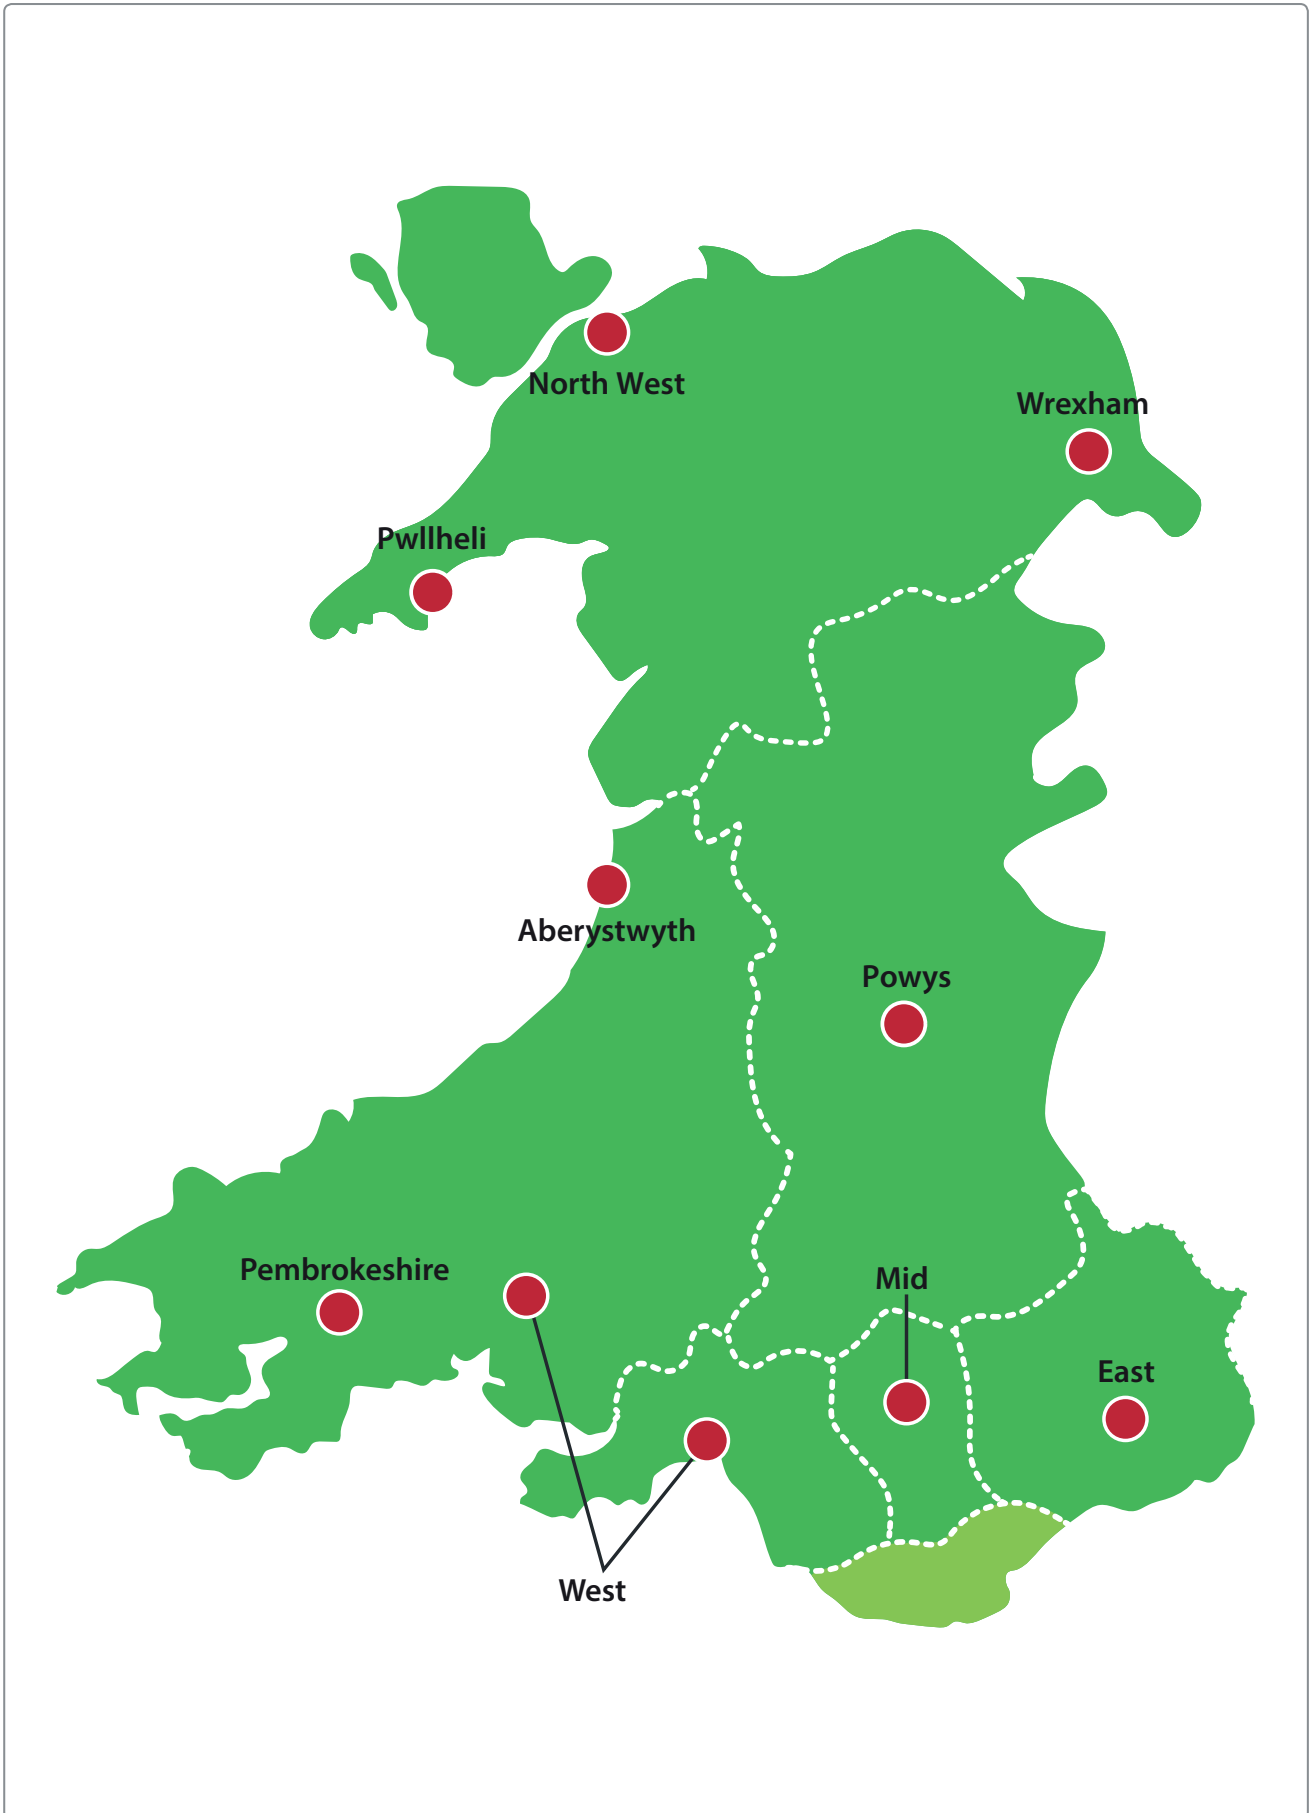 North West
Wrexham
Pwllheli
Aberystwyth
Powys
Pembrokeshire
Mid
East
West